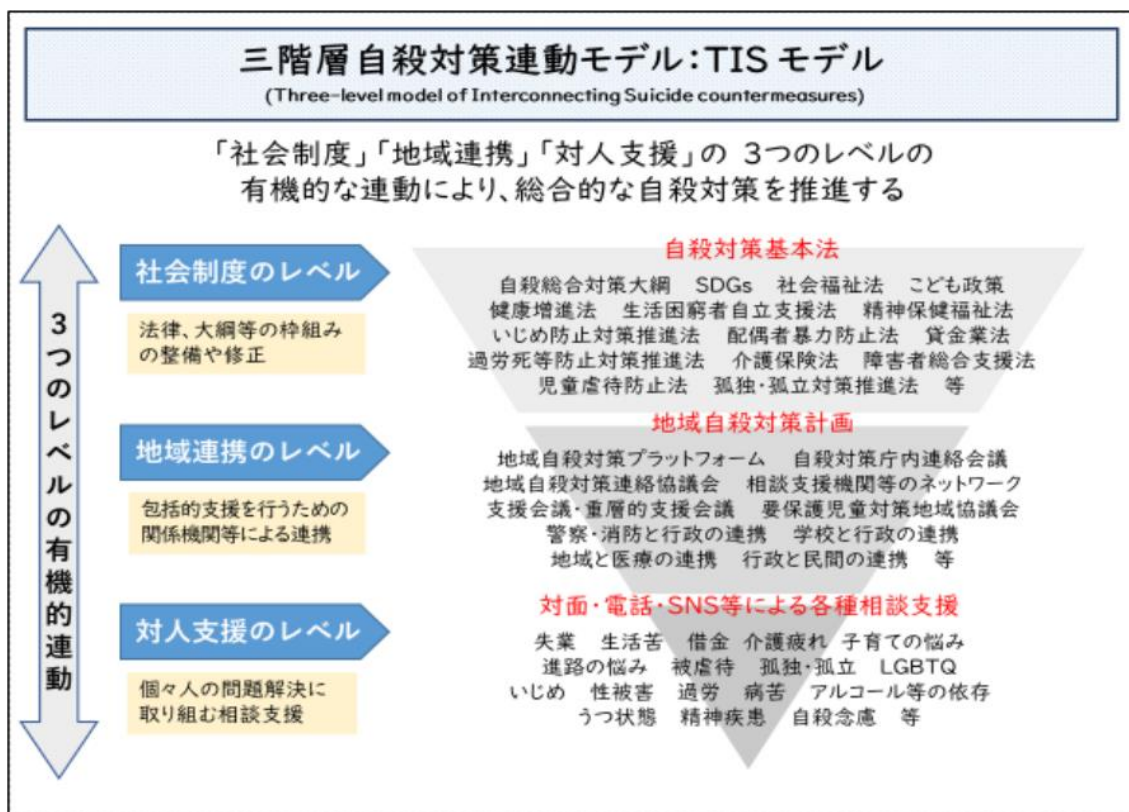 三階層自殺対策連動モデル：TISモデル
(Three-level model of Interconnecting Suicide countermeasures)
「社会制度」「地域連携」「対人支援」の 3つのレベルの
有機的な連動により、総合的な自殺対策を推進する
3つのレベルの有機的連動
社会制度のレベル
法律、大綱等の枠組み
の整備や修正
自殺対策基本法
自殺総合対策大綱 SDGs 社会福祉法 こども政策
健康増進法 生活困窮者自立支援法 精神保健福祉法
いじめ防止対策推進法 配偶者暴力防止法 貸金業法
過労死等防止対策推進法 介護保険法 障害者総合支援法
児童虐待防止法 孤独・孤立対策推進法 等
地域連携のレベル
包括的支援を行うための
関係機関等による連携
地域自殺対策計画
地域自殺対策プラットフォーム 自殺対策庁内連絡会議
地域自殺対策連絡協議会 相談支援機関等のネットワーク
支援会議・重層的支援会議 要保護児童対策地域協議会
警察・消防と行政の連携 学校と行政の連携
地域と医療の連携 行政と民間の連携 等
対人支援のレベル
個々人の問題解決に
取り組む相談支援
対面・電話・SNS等による各種相談支援
失業 生活苦 借金 介護疲れ 子育ての悩み
進路の悩み 被虐待 孤独・孤立 LGBTQ
いじめ 性被害 過労 病苦 アルコール等の依存
うつ状態 精神疾患 自殺念慮 等